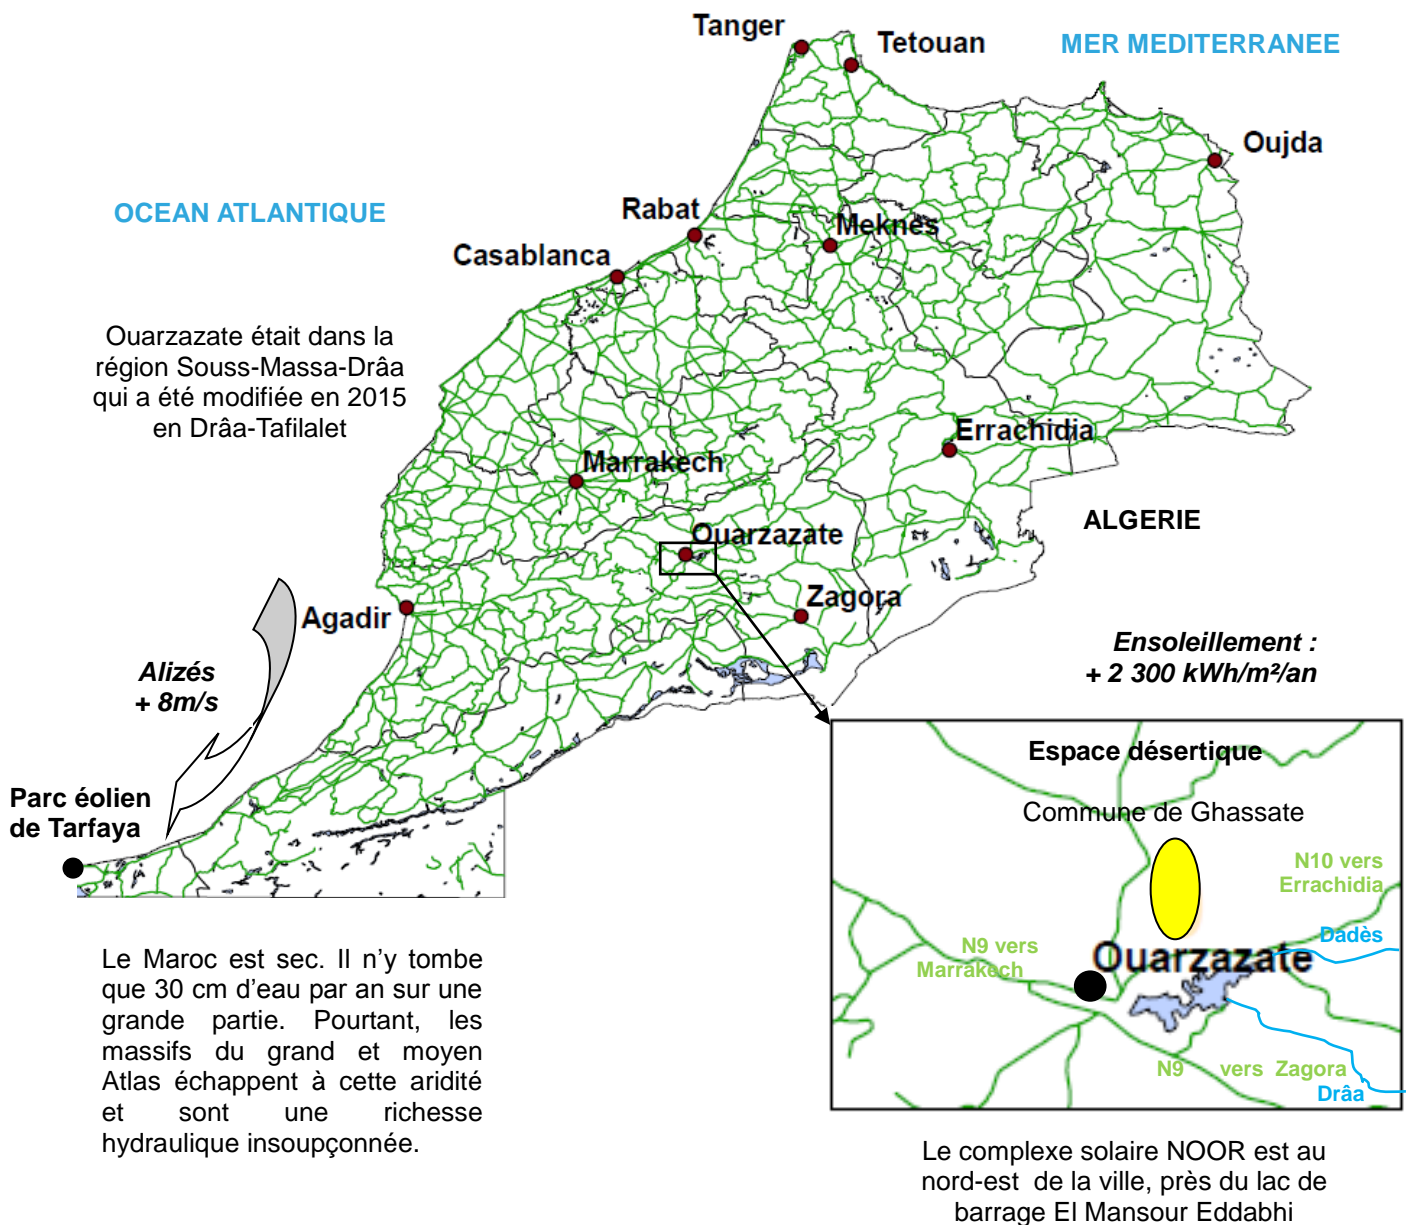 Tanger
Tetouan
MER MEDITERRANEE
Oujda
OCEAN ATLANTIQUE
Rabat
Meknes
Casablanca
Ouarzazate était dans la
région Souss-Massa-Drâa
qui a été modifiée en 2015
en Drâa-Tafilalet
Errachidia
Marrakech
ALGERIE
Ouarzazate
Zagora
Agadir
Ensoleillement :
+ 2 300 kWh/m²/an
Alizés
+ 8m/s
Parc éolien
de Tarfaya
Espace désertique
Commune de Ghassate
N10 vers
Errachidia
N9 vers
Marrakech
Dadès
Ouarzazate
N9 vers Zagora
Drâa
Le Maroc est sec. Il n’y tombe
que 30 cm d’eau par an sur une
grande partie. Pourtant, les
massifs du grand et moyen
Atlas échappent à cette aridité
et sont une richesse
hydraulique insoupçonnée.
Le complexe solaire NOOR est au
nord-est de la ville, près du lac de
barrage El Mansour Eddabhi